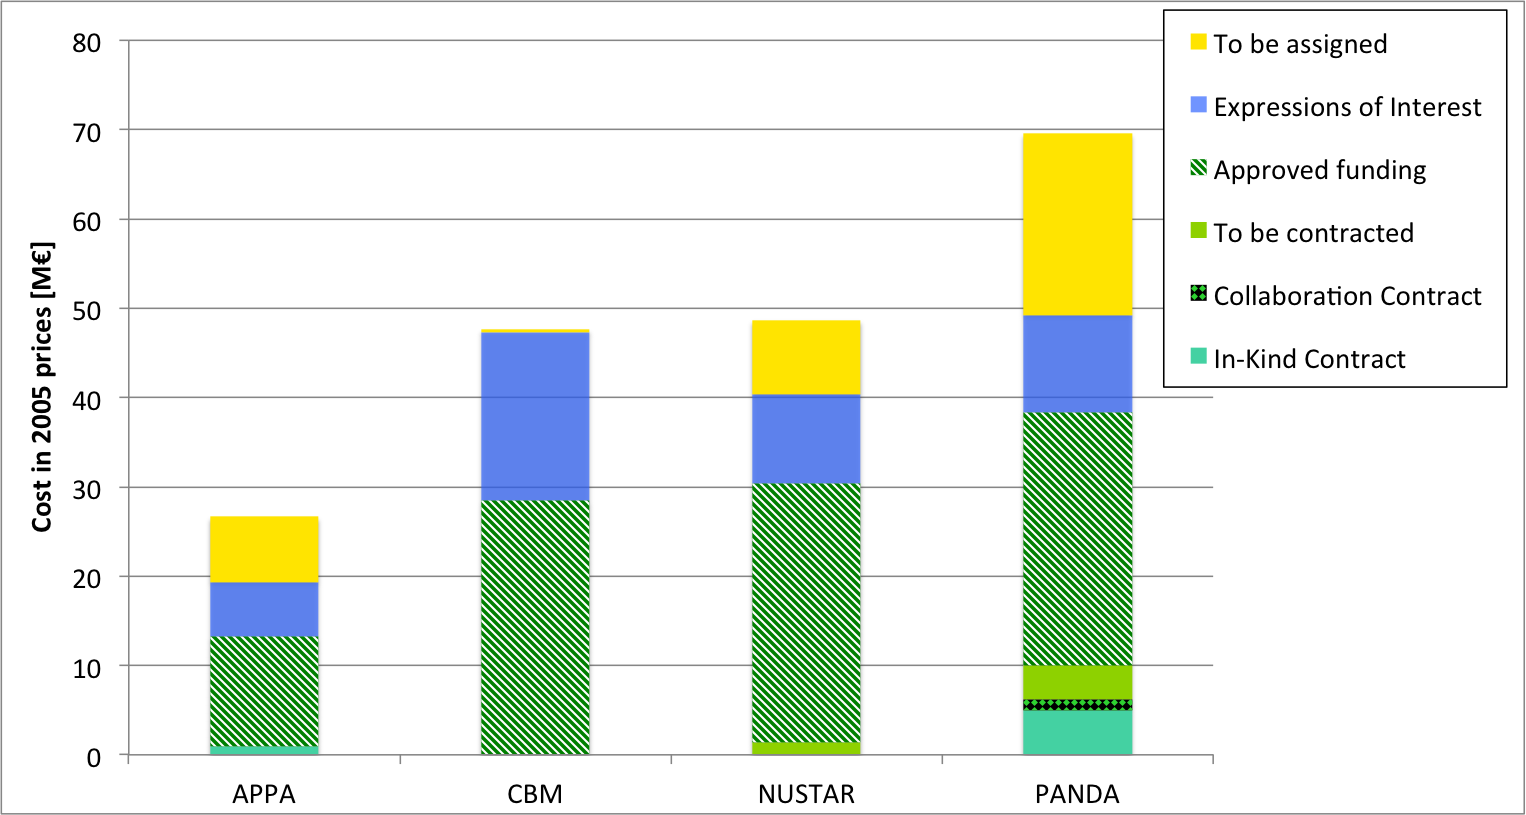 80
70
60
50
40
30
20
10
0
Cost in 2005 prices [M€]
APPA
CBM
NUSTAR
PANDA
To be assigned
Expressions of Interest
Approved funding
To be contracted
Collaboration Contract
In-Kind Contract